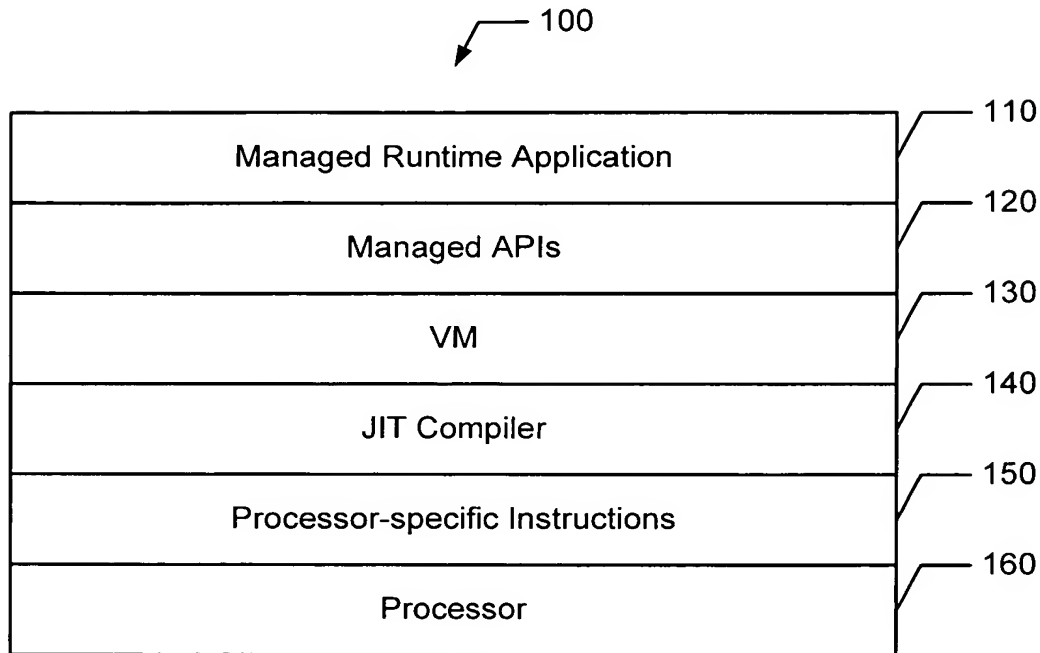 100
110
Managed Runtime Application
120
Managed APIs
130
VM
140
JIT Compiler
150
Processor-specific Instructions
160
Processor